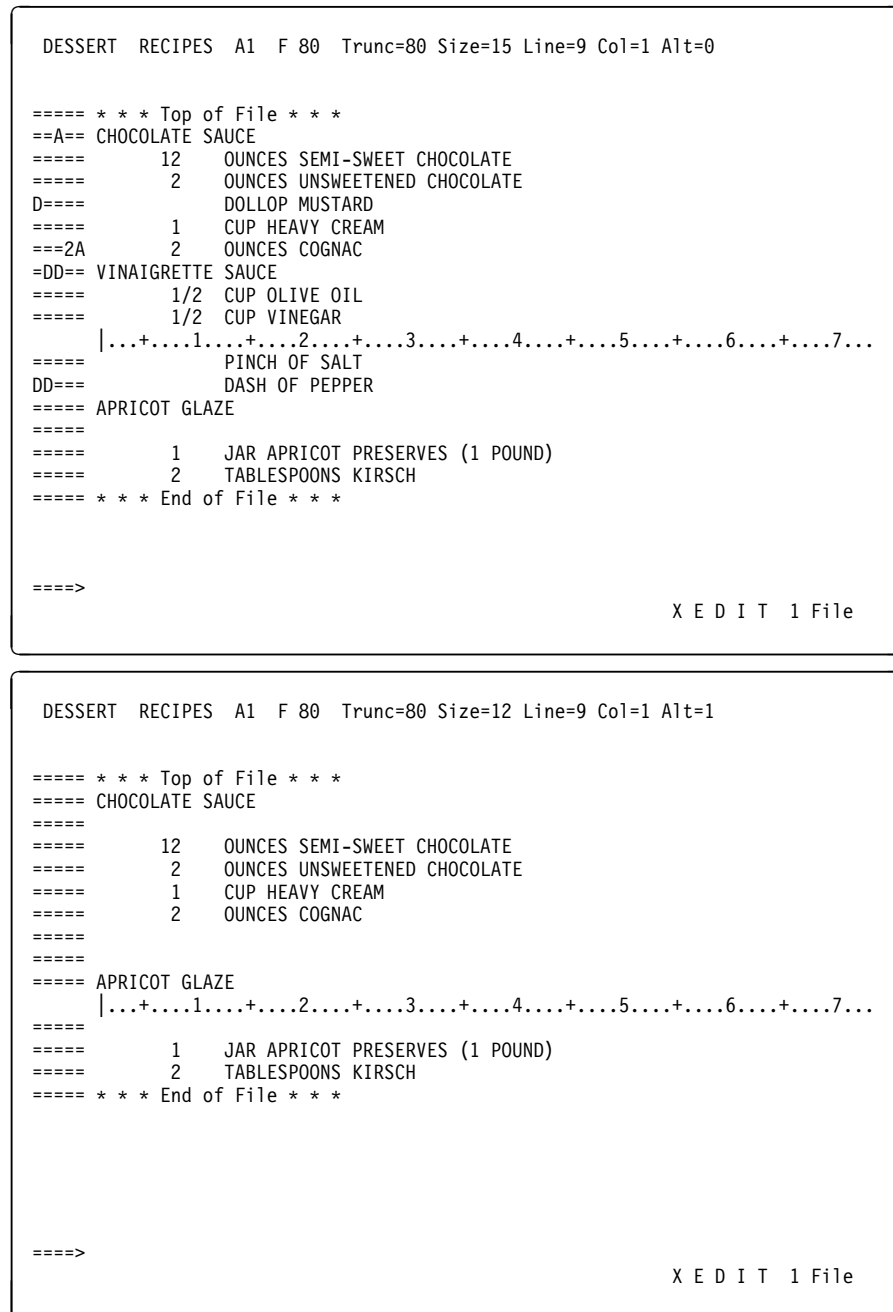 DESSERT  RECIPES  A1  F 80  Trunc=80 Size=15 Line=9 Col=1 Alt=0
===== * * * Top of File * * *
==A== CHOCOLATE SAUCE
=====       12    OUNCES SEMI-SWEET CHOCOLATE
=====        2    OUNCES UNSWEETENED CHOCOLATE
D====             DOLLOP MUSTARD
=====        1    CUP HEAVY CREAM
===2A        2    OUNCES COGNAC
=DD== VINAIGRETTE SAUCE
=====        1/2  CUP OLIVE OIL
=====        1/2  CUP VINEGAR
      |...+....1....+....2....+....3....+....4....+....5....+....6....+....7...
=====             PINCH OF SALT
DD===             DASH OF PEPPER
===== APRICOT GLAZE
=====
=====        1    JAR APRICOT PRESERVES (1 POUND)
=====        2    TABLESPOONS KIRSCH
===== * * * End of File * * *
====>
X E D I T  1 File
DESSERT  RECIPES  A1  F 80  Trunc=80 Size=12 Line=9 Col=1 Alt=1
===== * * * Top of File * * *
===== CHOCOLATE SAUCE
=====
=====       12    OUNCES SEMI-SWEET CHOCOLATE
=====        2    OUNCES UNSWEETENED CHOCOLATE
=====        1    CUP HEAVY CREAM
=====        2    OUNCES COGNAC
=====
=====
===== APRICOT GLAZE
      |...+....1....+....2....+....3....+....4....+....5....+....6....+....7...
=====
=====        1    JAR APRICOT PRESERVES (1 POUND)
=====        2    TABLESPOONS KIRSCH
===== * * * End of File * * *
====>
X E D I T  1 File